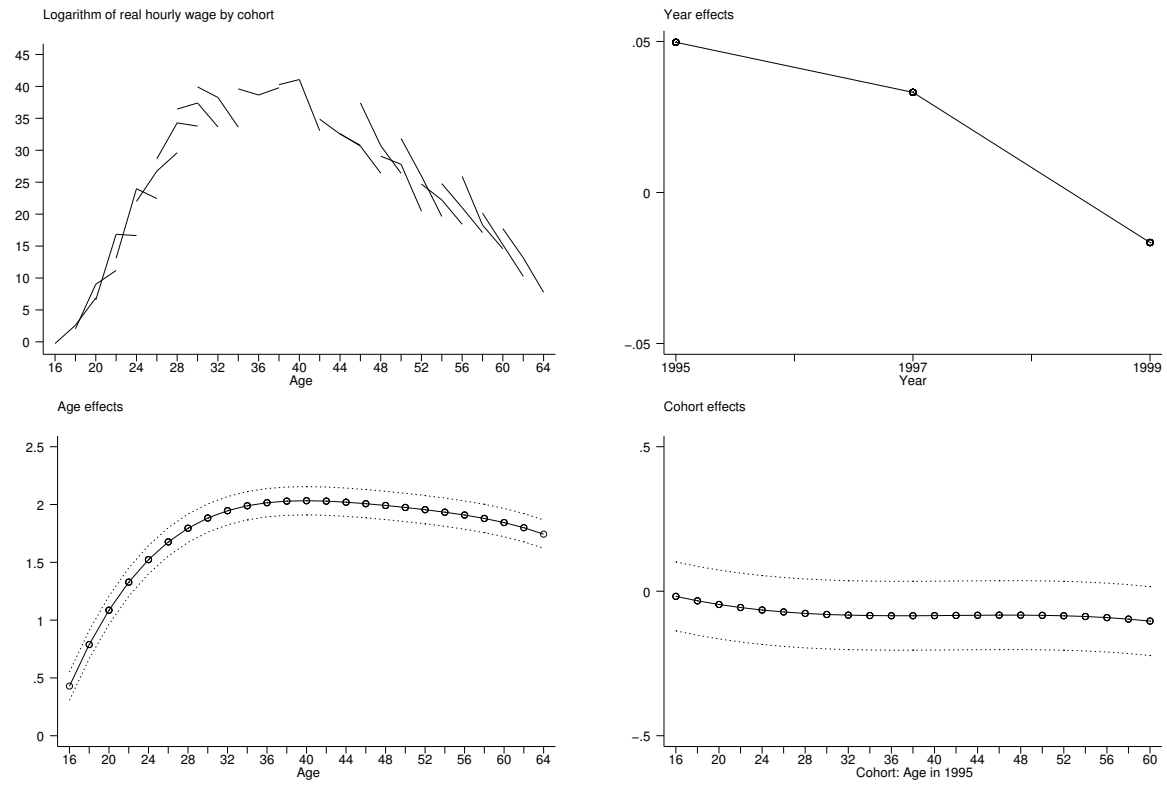 Logarithm of real hourly wage by cohort
45
40
35
30
25
20
15
10
5
0
16 20 24 28 32 36 40 44 48 52 56 60 64
Age
Year effects
.05
0
−.05
1995 1997 1999
Year
Age effects
2.5
2
1.5
1
.5
0
16 20 24 28 32 36 40 44 48 52 56 60 64
Age
Cohort effects
.5
0
−.5
16 20 24 28 32 36 40 44 48 52 56 60
Cohort: Age in 1995